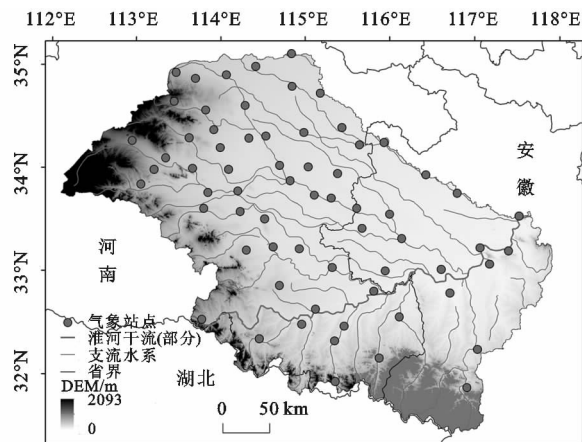 112°E 113°E 114°E 115°E 116°E 117°E 118°E
35°N
34°N
33°N
32°N
安
徽
河
南
湖北
气象站点
淮河干流(部分)
支流水系
省界
DEM/m
2093
0
0 50 km